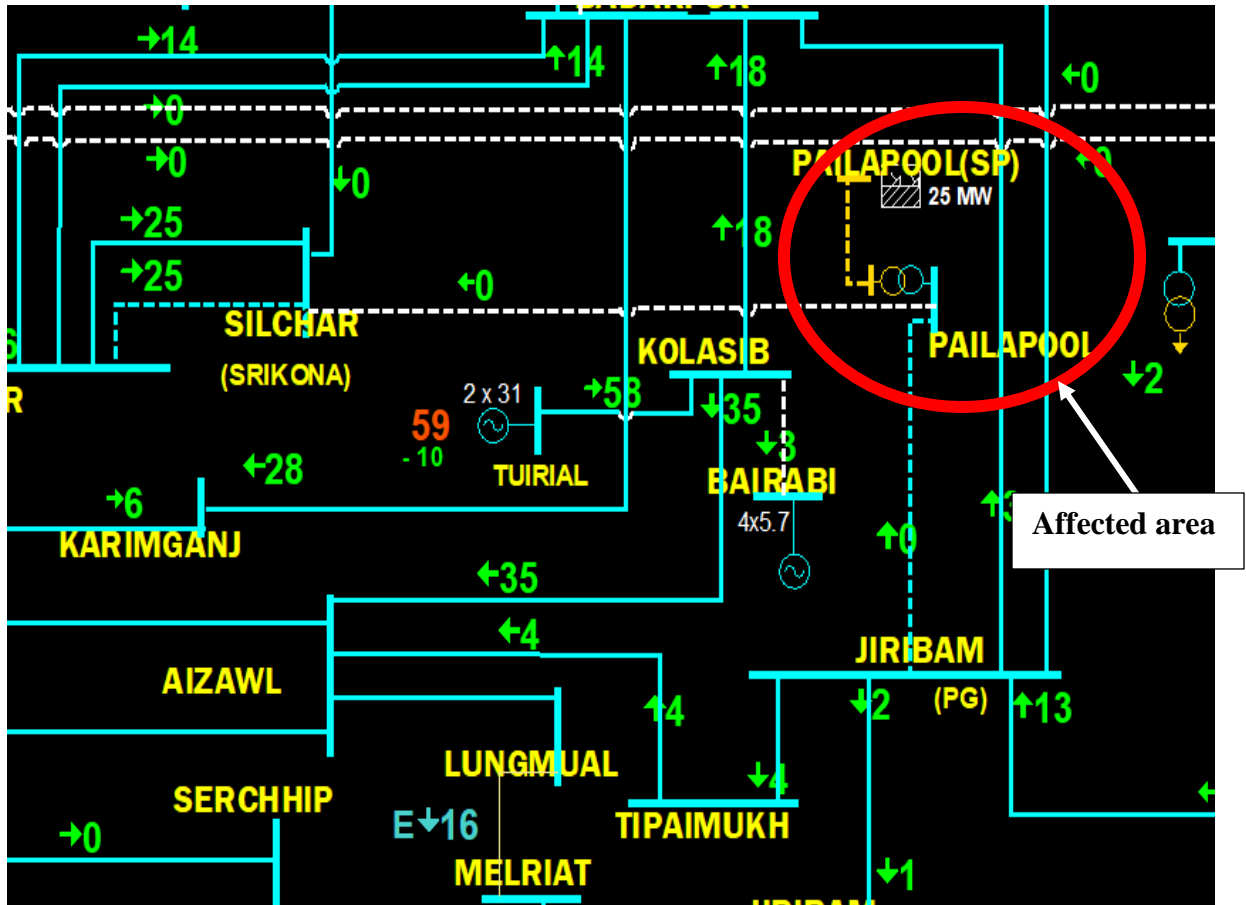 →14
↑14
↑18
←0
→0
→0
↓0
←0
PAILAPOOL(SP)
25 MW
→25
→25
↑18
←0
SILCHAR
(SRIKONA)
KOLASIB
PAILAPOOL
↓2
R
2 x 31
→58
↓35
59
- 10
↓3
TUIRIAL
BAIRABI
4x5.7
←28
→6
KARIMGANJ
↑0
Affected area
←35
←4
JIRIBAM
(PG)
AIZAWL
↑4
↓2
↑13
LUNGMUAL
↓4
SERCHHIP
TIPAIMUKH
→0
E↓16
MELRIAT
↓1